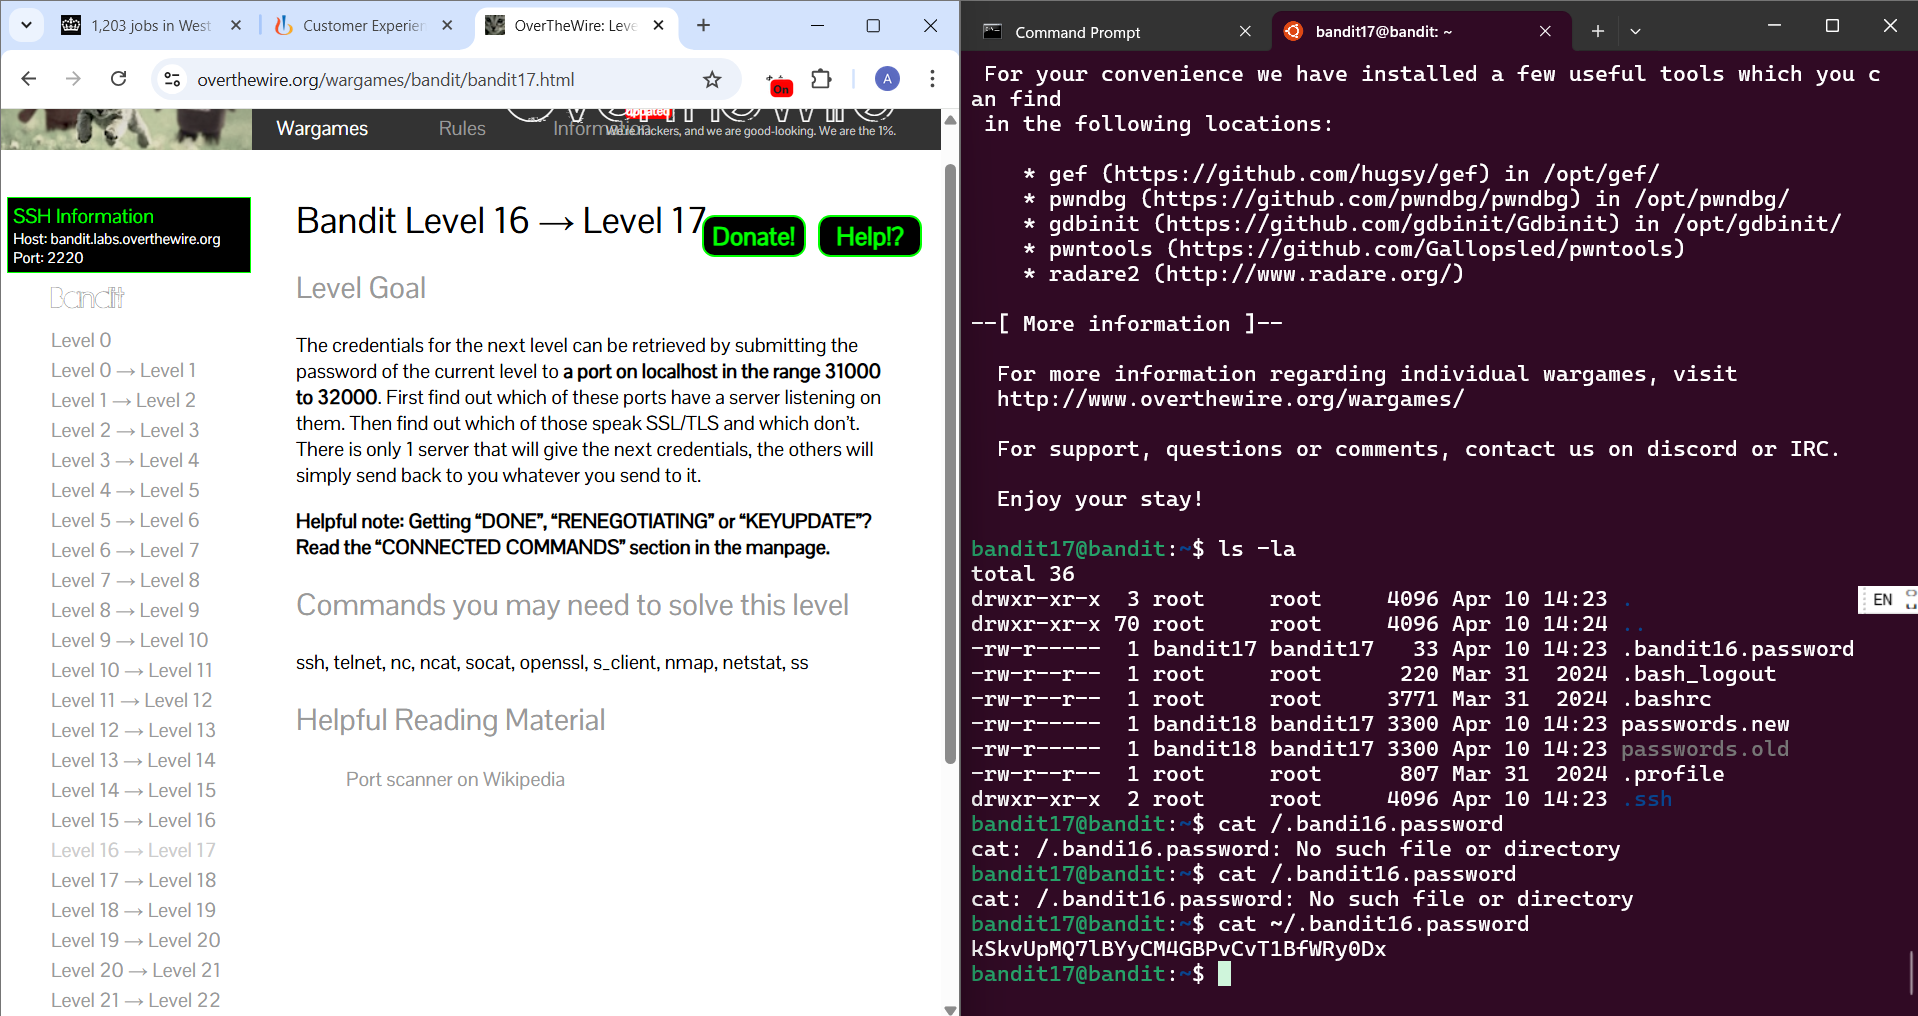 1,203 jobs in West
Customer Experien
OverTheWire: Leve
overthewire.org/wargames/bandit/bandit17.html
A
On
Wargames
Rules
updated
We're hackers, and we are good-looking. We are the 1%.
SSH Information
Host: bandit.labs.overthewire.org
Port: 2220
Bandit
Level 0
Level 0 → Level 1
Level 1 → Level 2
Level 2 → Level 3
Level 3 → Level 4
Level 4 → Level 5
Level 5 → Level 6
Level 6 → Level 7
Level 7 → Level 8
Level 8 → Level 9
Level 9 → Level 10
Level 10 → Level 11
Level 11 → Level 12
Level 12 → Level 13
Level 13 → Level 14
Level 14 → Level 15
Level 15 → Level 16
Level 16 → Level 17
Level 17 → Level 18
Level 18 → Level 19
Level 19 → Level 20
Level 20 → Level 21
Level 21 → Level 22
Bandit Level 16 → Level 17
Donate!
Help!?
Level Goal
The credentials for the next level can be retrieved by submitting the
password of the current level to a port on localhost in the range 31000
to 32000. First find out which of these ports have a server listening on
them. Then find out which of those speak SSL/TLS and which don't.
There is only 1 server that will give the next credentials, the others will
simply send back to you whatever you send to it.
Helpful note: Getting “DONE”, “RENEGOTIATING” or “KEYUPDATE”?
Read the “CONNECTED COMMANDS” section in the manpage.
Commands you may need to solve this level
ssh, telnet, nc, ncat, socat, openssl, s_client, nmap, netstat, ss
Helpful Reading Material
Port scanner on Wikipedia
Command Prompt
bandit17@bandit: ~
For your convenience we have installed a few useful tools which you c
an find
in the following locations:
* gef (https://github.com/hugsy/gef) in /opt/gef/
* pwndbg (https://github.com/pwndbg/pwndbg) in /opt/pwndbg/
* gdbinit (https://github.com/gdbinit/Gdbinit) in /opt/gdbinit/
* pwntools (https://github.com/Gallopsled/pwntools)
* radare2 (http://www.radare.org/)
--[ More information ]--
For more information regarding individual wargames, visit
http://www.overthewire.org/wargames/
For support, questions or comments, contact us on discord or IRC.
Enjoy your stay!
bandit17@bandit:~$ ls -la
total 36
drwxr-xr-x  3 root     root     4096 Apr 10 14:23 .
drwxr-xr-x 70 root     root     4096 Apr 10 14:24 ..
-rw-r-----  1 bandit17 bandit17   33 Apr 10 14:23 .bandit16.password
-rw-r--r--  1 root     root      220 Mar 31  2024 .bash_logout
-rw-r--r--  1 root     root     3771 Mar 31  2024 .bashrc
-rw-r-----  1 bandit18 bandit17 3300 Apr 10 14:23 passwords.new
-rw-r-----  1 bandit18 bandit17 3300 Apr 10 14:23 passwords.old
-rw-r--r--  1 root     root      807 Mar 31  2024 .profile
drwxr-xr-x  2 root     root     4096 Apr 10 14:23 .ssh
bandit17@bandit:~$ cat /.bandi16.password
cat: /.bandi16.password: No such file or directory
bandit17@bandit:~$ cat /.bandit16.password
cat: /.bandit16.password: No such file or directory
bandit17@bandit:~$ cat ~/.bandit16.password
kSkvUpMQ7lBYyCM4GBPvCvT1BfWRy0Dx
bandit17@bandit:~$
EN